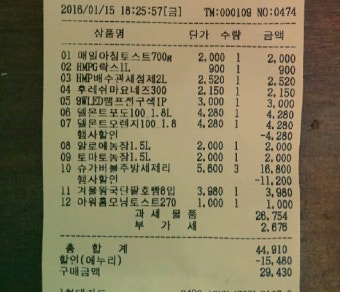 2016/01/15 18:25:57[금] TM:000109 NO:0474
상품명 단가 수량 금액
01 매일아침토스트700g 2,000 1 2,000
02 HMPG락스1L 900 1 900
03 HMP배수관세정제2L 2,520 1 2,520
04 후레쉬마요네즈300 2,150 1 2,150
05 9WLED램프전구색1P 3,000 1 3,000
06 델몬트포도100 1.8L 4,280 1 4,280
07 델몬트오렌지100 1.8 4,280 1 4,280
행사할인 -4,280
08 알로에농장1.5L 2,000 1 2,000
09 토마토농장1.5L 2,000 1 2,000
10 슈가버블주방세제리 5,600 3 16,800
행사할인 -11,200
11 겨울왕국단팥호빵8입 3,980 1 3,980
12 아워홈모닝토스트270 1,000 1 1,000
과세물품 26,754
부가세 2,676
총합계 44,910
할인(에누리) -15,480
구매금액 29,430